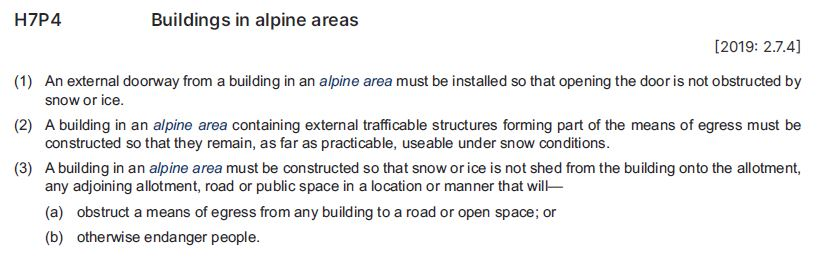 H7P4 Buildings in alpine areas
[2019: 2.7.4]
(1) An external doorway from a building in an alpine area must be installed so that opening the door is not obstructed by
snow or ice.
(2) A building in an alpine area containing external trafficable structures forming part of the means of egress must be
constructed so that they remain, as far as practicable, useable under snow conditions.
(3) A building in an alpine area must be constructed so that snow or ice is not shed from the building onto the allotment,
any adjoining allotment, road or public space in a location or manner that will—
(a) obstruct a means of egress from any building to a road or open space; or
(b) otherwise endanger people.